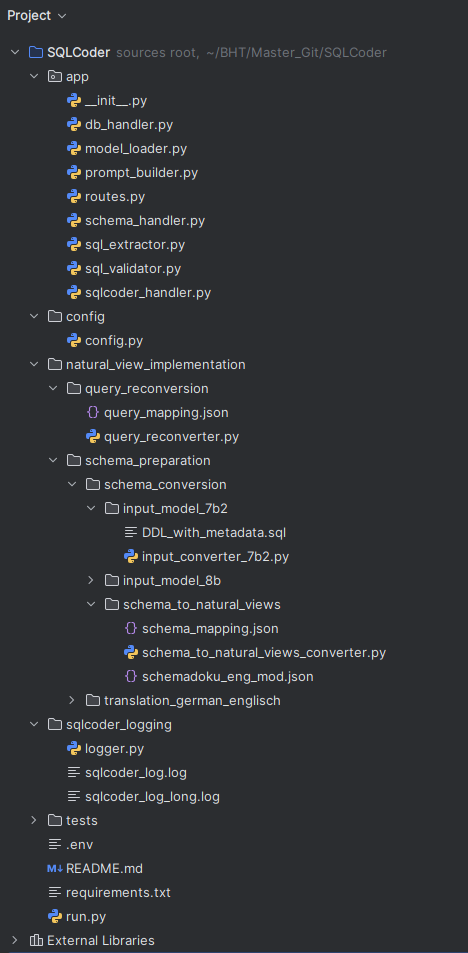 Project
SQLCoder sources root, ~/BHT/Master_Git/SQLCoder
app
__init__.py
db_handler.py
model_loader.py
prompt_builder.py
routes.py
schema_handler.py
sql_extractor.py
sql_validator.py
sqlcoder_handler.py
config
config.py
natural_view_implementation
query_reconversion
{} query_mapping.json
query_reconverter.py
schema_preparation
schema_conversion
input_model_7b2
DDL_with_metadata.sql
input_converter_7b2.py
input_model_8b
schema_to_natural_views
{} schema_mapping.json
schema_to_natural_views_converter.py
{} schemadoku_eng_mod.json
translation_german_englisch
sqlcoder_logging
logger.py
sqlcoder_log.log
sqlcoder_log_long.log
tests
.env
M↓ README.md
requirements.txt
run.py
External Libraries